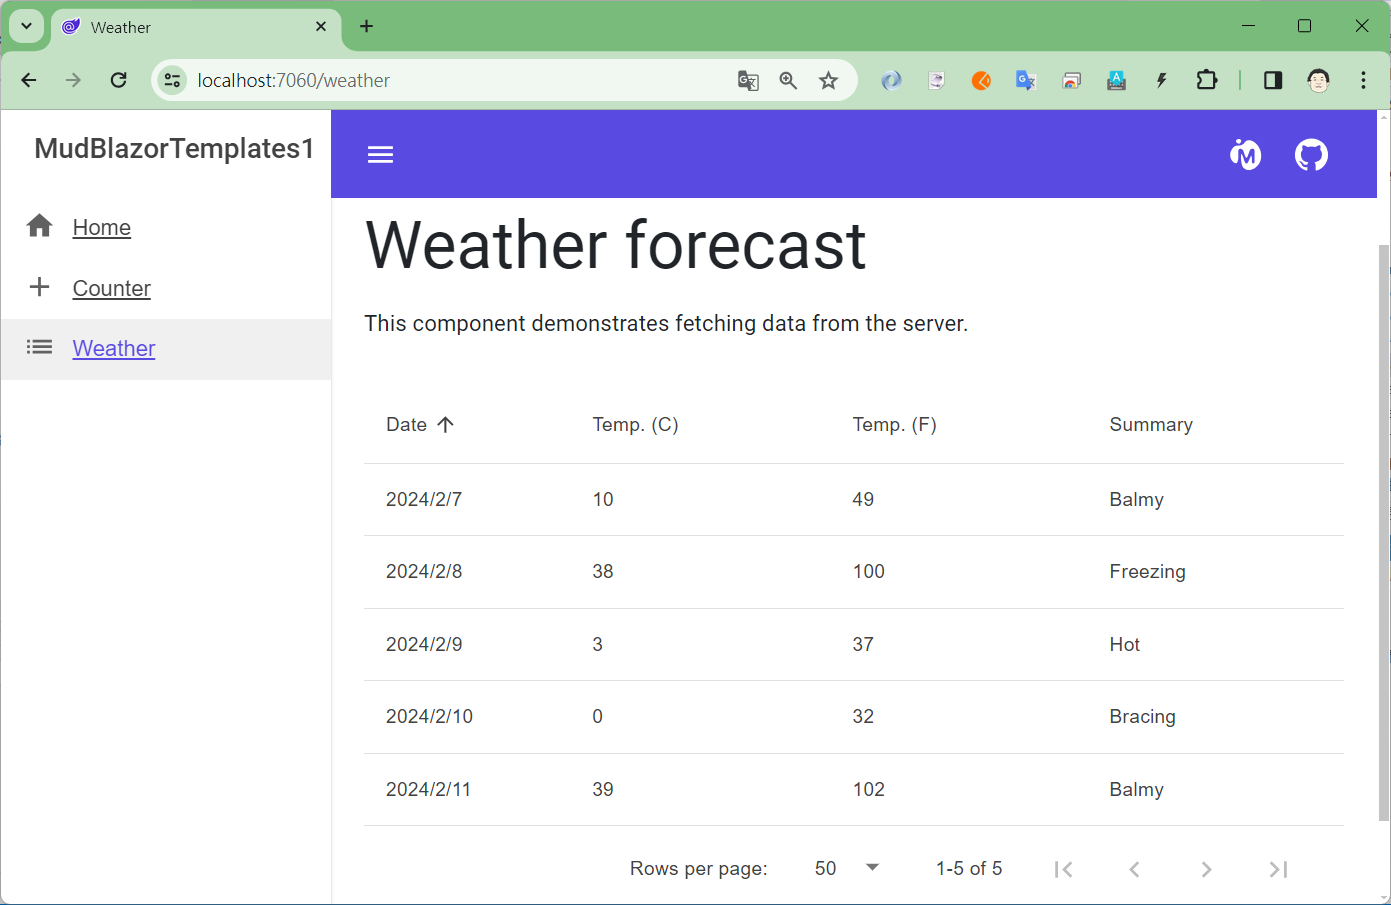 Weather
localhost:7060/weather
MudBlazorTemplates1
Home
Counter
Weather
Weather forecast
This component demonstrates fetching data from the server.
Date Temp. (C) Temp. (F) Summary
2024/2/7 10 49 Balmy
2024/2/8 38 100 Freezing
2024/2/9 3 37 Hot
2024/2/10 0 32 Bracing
2024/2/11 39 102 Balmy
Rows per page: 50 1-5 of 5